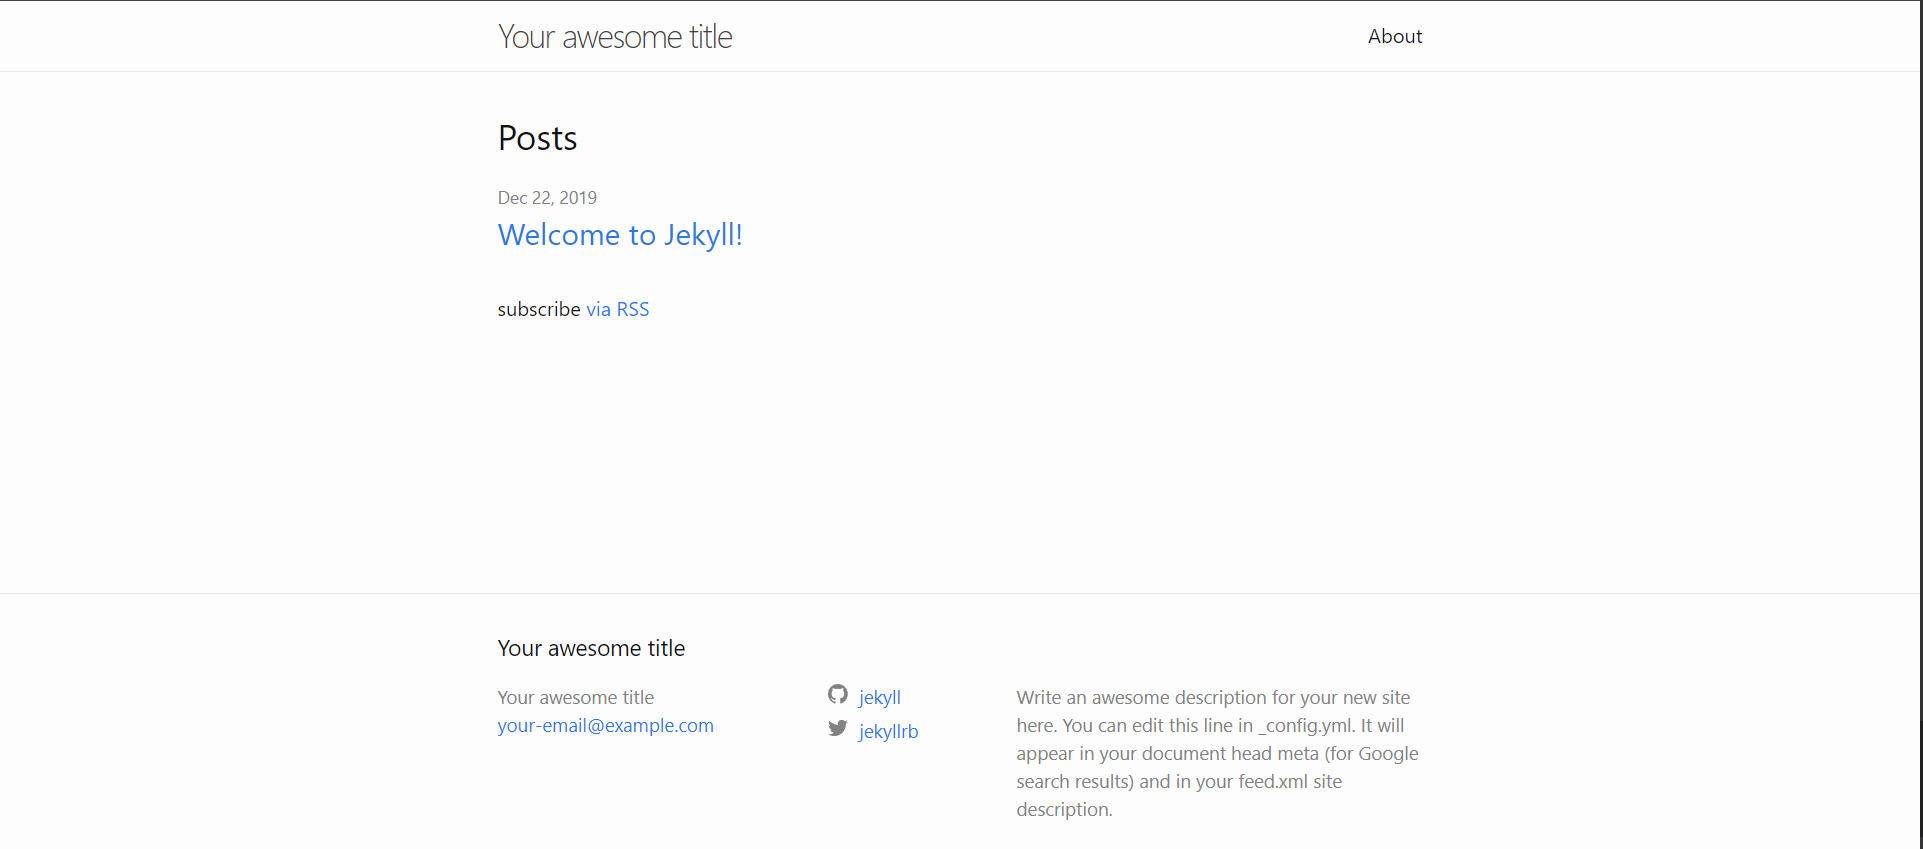 Your awesome title
About
Posts
Dec 22, 2019
Welcome to Jekyll!
subscribe via RSS
Your awesome title
Your awesome title
your-email@example.com
jekyll
jekyllrb
Write an awesome description for your new site
here. You can edit this line in _config.yml. It will
appear in your document head meta (for Google
search results) and in your feed.xml site
description.